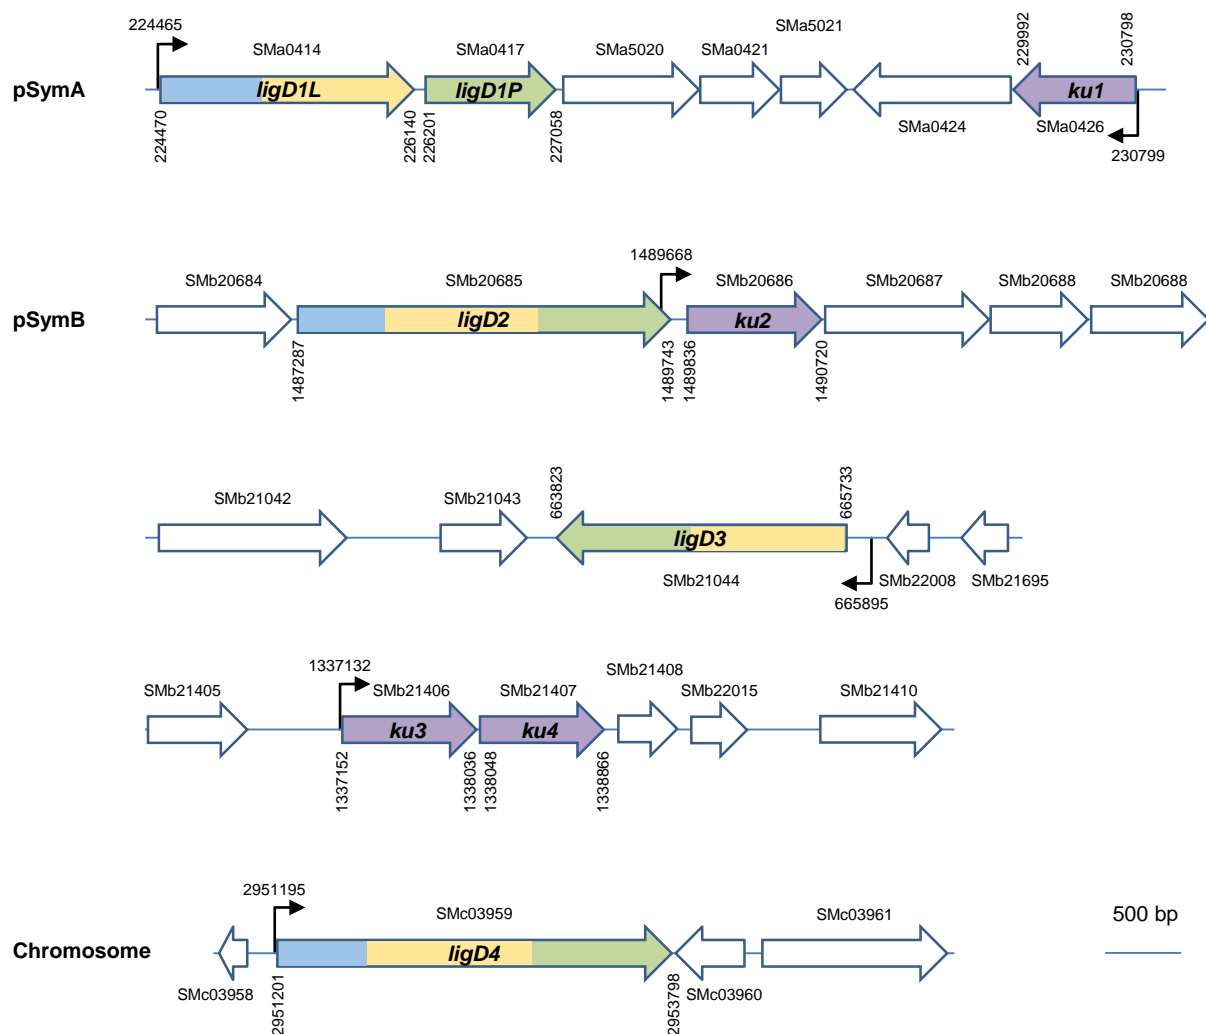 224465
SMa0414
SMa0417
SMa5020
SMa0421
SMa5021
229992
230798
pSymA
ligD1L
ligD1P
ku1
224470
226140
226201
227058
SMa0424
SMa0426
230799
1489668
SMb20684
SMb20685
SMb20686
SMb20687
SMb20688
SMb20688
pSymB
ligD2
ku2
1487287
1489743
1489836
1490720
SMb21042
SMb21043
663823
665733
ligD3
SMb21044
665895
SMb22008
SMb21695
1337132
SMb21405
SMb21406
SMb21407
SMb21408
SMb22015
SMb21410
ku3
ku4
1337152
1338036
1338048
1338866
2951195
SMc03959
SMc03961
500 bp
Chromosome
ligD4
SMc03958
2951201
2953798
SMc03960